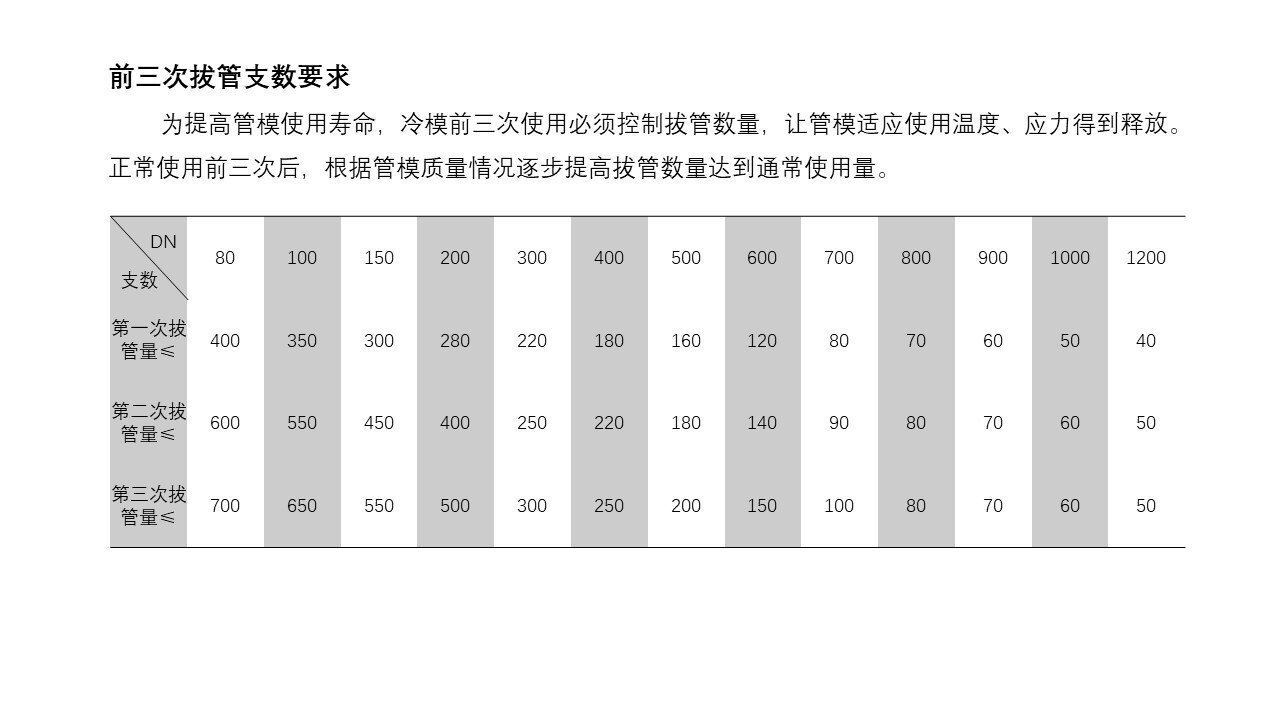 前三次拔管支数要求
为提高管模使用寿命，冷模前三次使用必须控制拔管数量，让管模适应使用温度、应力得到释放。
正常使用前三次后，根据管模质量情况逐步提高拔管数量达到通常使用量。
DN
支数
80 100 150 200 300 400 500 600 700 800 900 1000 1200
第一次拔
管量≤
400 350 300 280 220 180 160 120 80 70 60 50 40
第二次拔
管量≤
600 550 450 400 250 220 180 140 90 80 70 60 50
第三次拔
管量≤
700 650 550 500 300 250 200 150 100 80 70 60 50